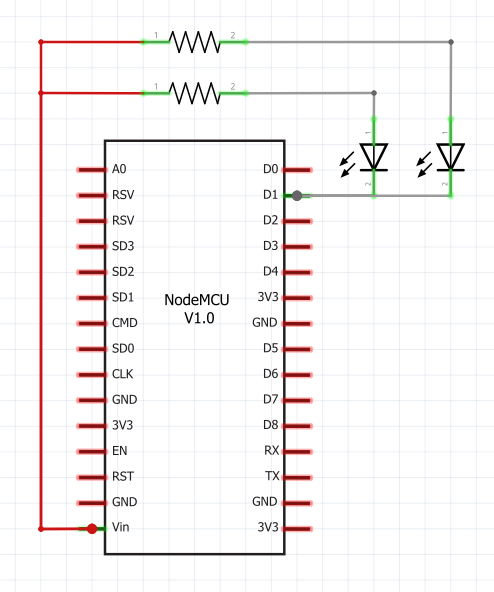 1 2
1 2
1 1
2 2
A0 D0
RSV D1
RSV D2
SD3 D3
SD2 D4
SD1 3V3
NodeMCU
V1.0
CMD GND
SD0 D5
CLK D6
GND D7
3V3 D8
EN RX
RST TX
GND GND
Vin 3V3